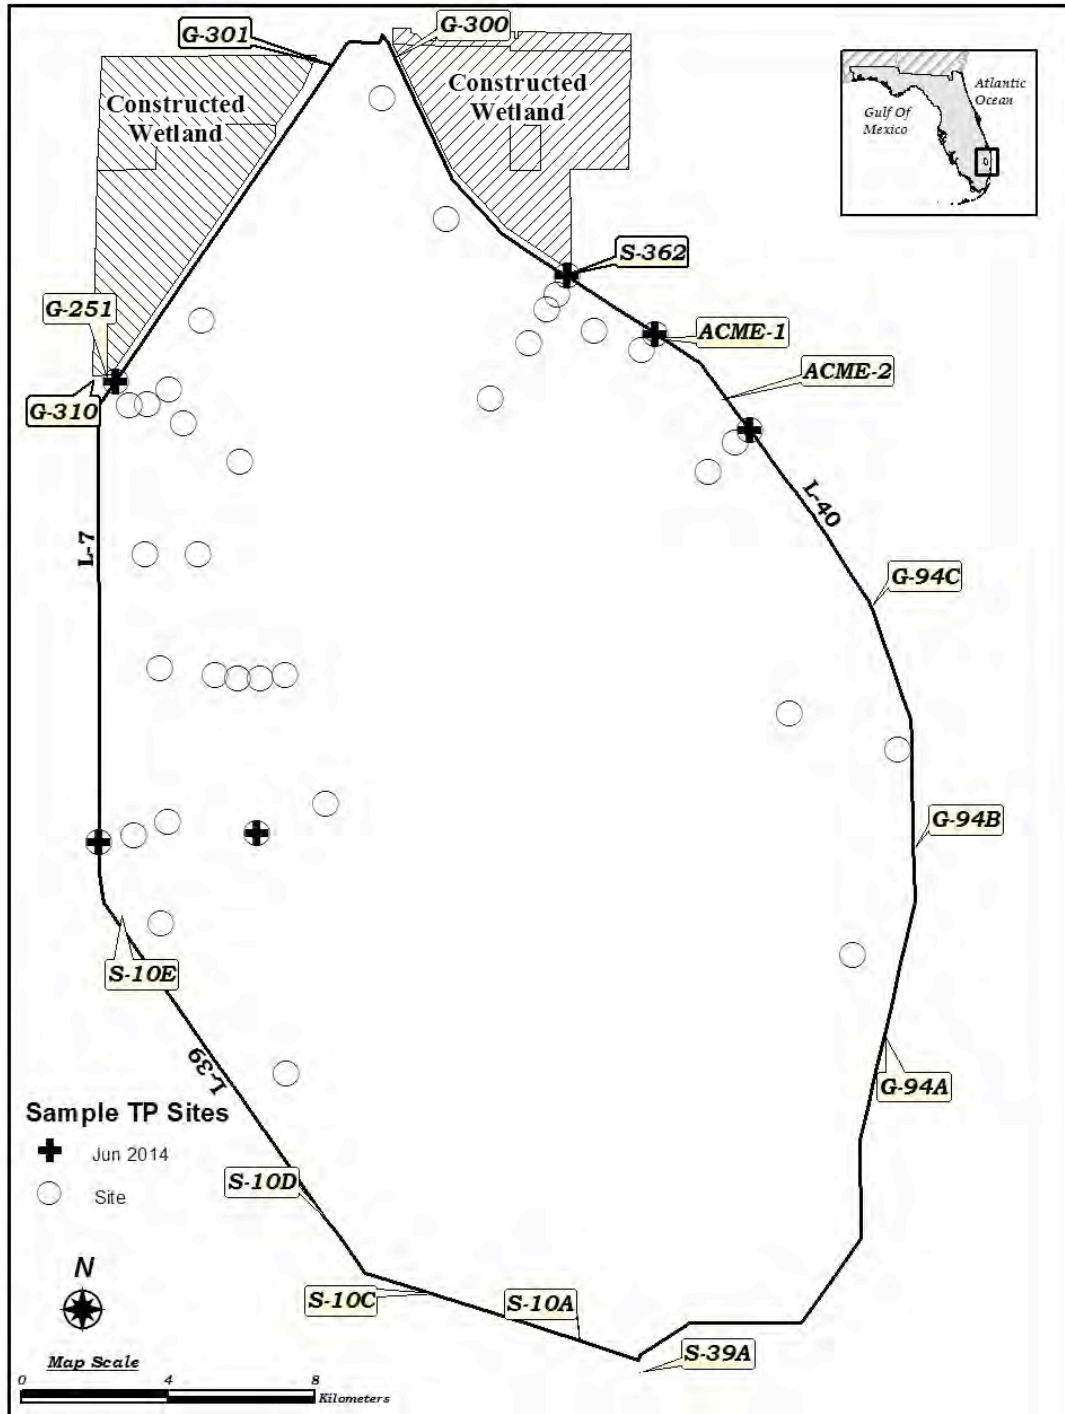 G-301
G-300
Constructed
Wetland
Constructed
Wetland
Atlantic
Ocean
Gulf Of
Mexico
S-362
G-251
ACME-1
ACME-2
G-310
L-7
L-40
G-94C
G-94B
S-10E
L-39
G-94A
Sample TP Sites
Jun 2014
Site
S-10D
N
S-10C
S-10A
S-39A
Map Scale
0 4 8
Kilometers